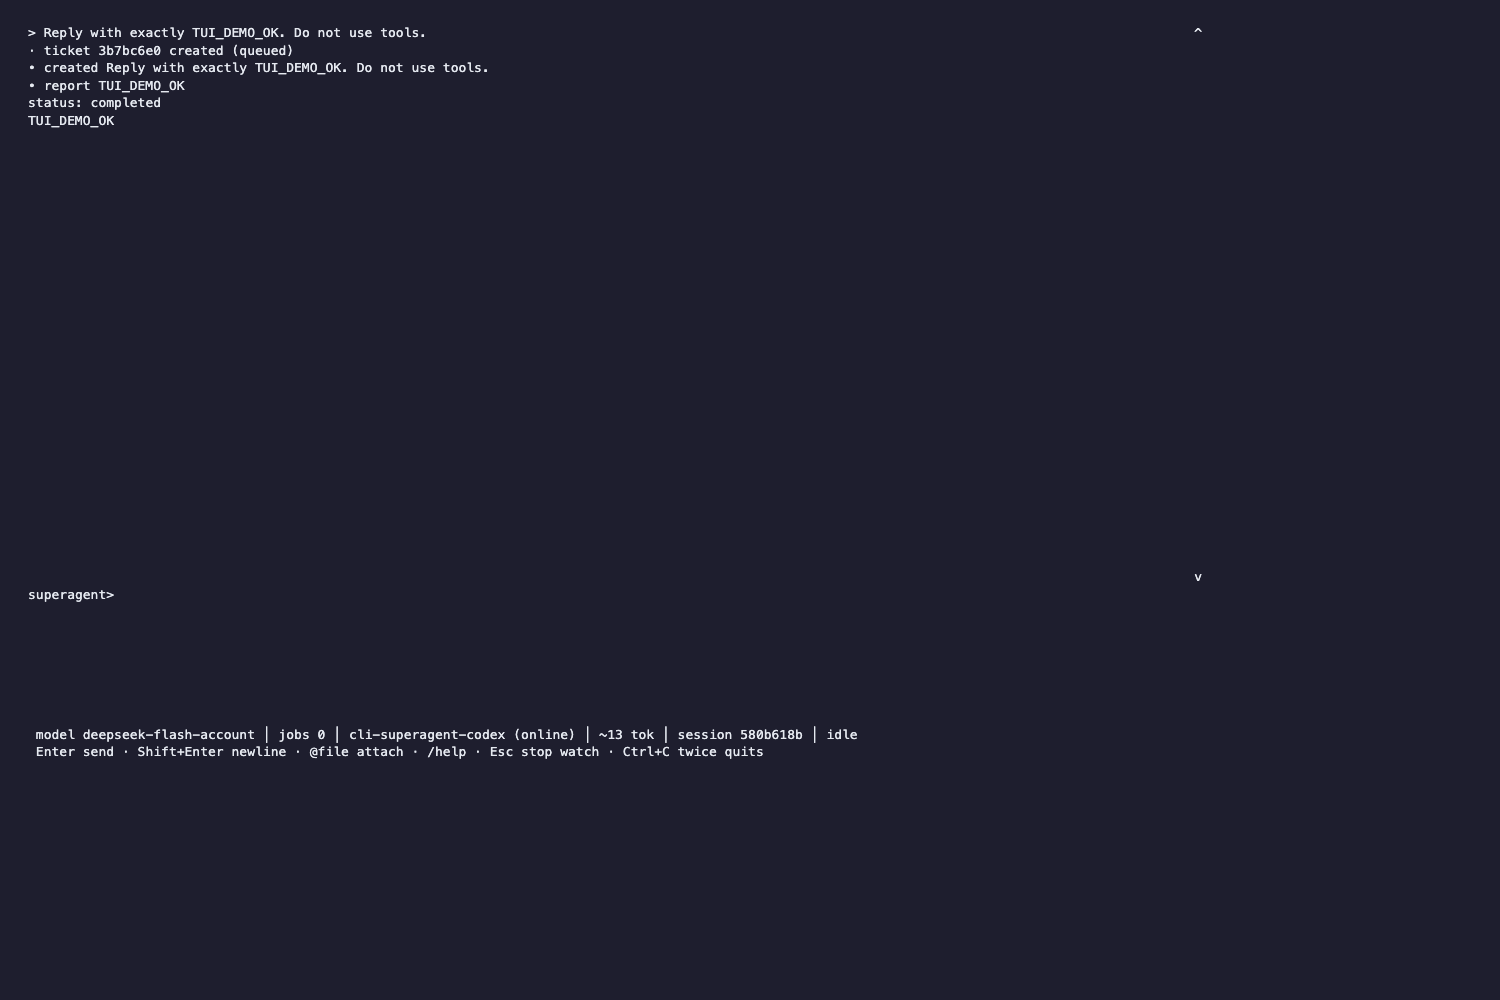 > Reply with exactly TUI_DEMO_OK. Do not use tools. ^
· ticket 3b7bc6e0 created (queued)
• created Reply with exactly TUI_DEMO_OK. Do not use tools.
• report TUI_DEMO_OK
status: completed
TUI_DEMO_OK
v
superagent>
model deepseek-flash-account │ jobs 0 │ cli-superagent-codex (online) │ ~13 tok │ session 580b618b │ idle
Enter send · Shift+Enter newline · @file attach · /help · Esc stop watch · Ctrl+C twice quits